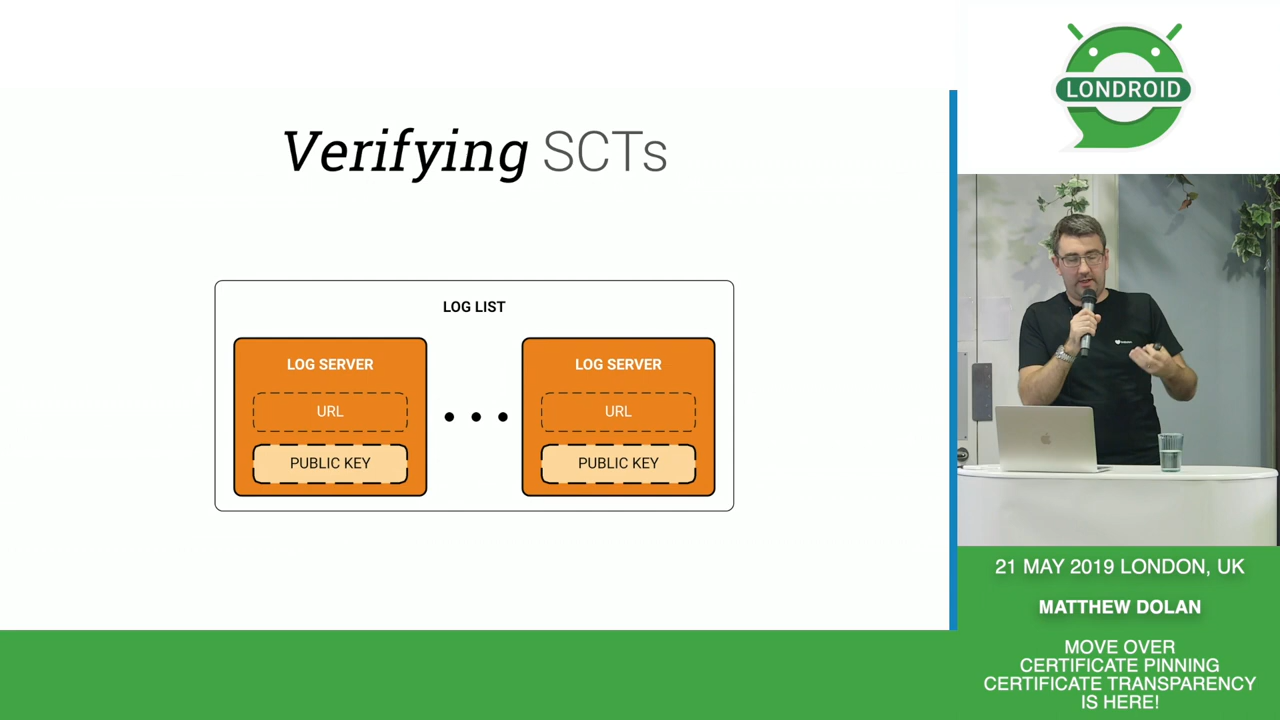 Verifying SCTs
LOG LIST
LOG SERVER
URL
PUBLIC KEY
LOG SERVER
URL
PUBLIC KEY
LONDROID
21 MAY 2019 LONDON, UK
MATTHEW DOLAN
MOVE OVER
CERTIFICATE PINNING
CERTIFICATE TRANSPARENCY
IS HERE!